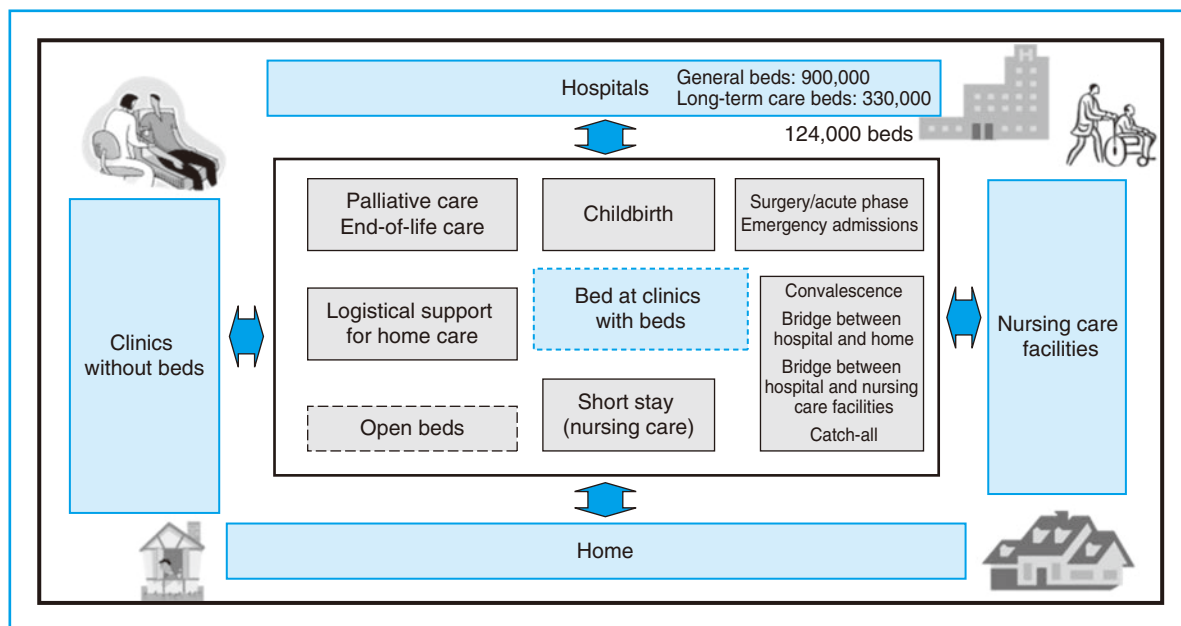 Hospitals
General beds: 900,000
Long-term care beds: 330,000
H
124,000 beds
Palliative care
End-of-life care
Childbirth
Surgery/acute phase
Emergency admissions
Clinics
without beds
Logistical support
for home care
Bed at clinics
with beds
Convalescence
Bridge between
hospital and home
Bridge between
hospital and nursing
care facilities
Catch-all
Nursing care
facilities
Open beds
Short stay
(nursing care)
Home